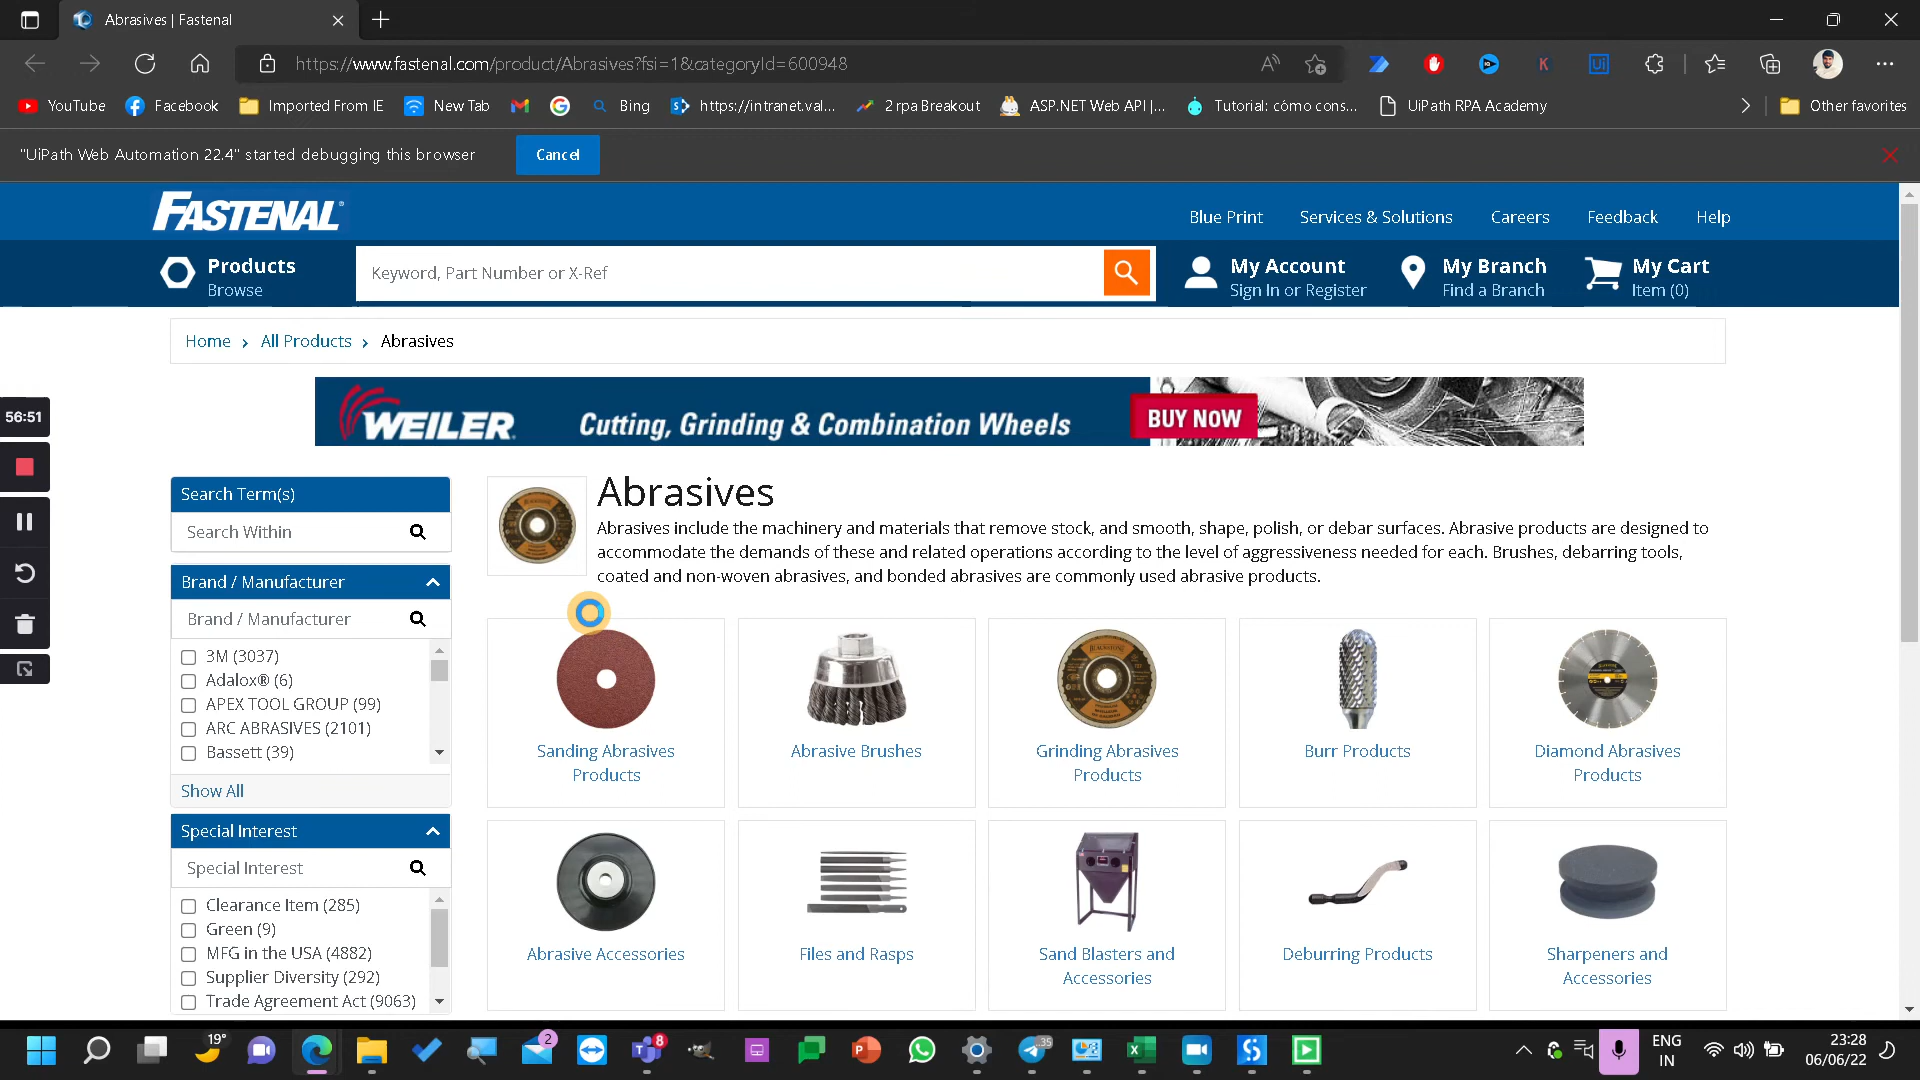 Abrasives | Fastenal
https://www.fastenal.com/product/Abrasives?fsi=1&categoryId=600948
YouTube Facebook Imported From IE New Tab Bing https://intranet.val... 2 rpa Breakout ASP.NET Web API |... Tutorial: cómo cons... UiPath RPA Academy Other favorites
"UiPath Web Automation 22.4" started debugging this browser Cancel
FASTENAL
Blue Print Services & Solutions Careers Feedback Help
Products
Browse
Keyword, Part Number or X-Ref
My Account
Sign In or Register
My Branch
Find a Branch
My Cart
Item (0)
Home › All Products › Abrasives
WEILER Cutting, Grinding & Combination Wheels BUY NOW
56:51
Search Term(s)
Search Within
Brand / Manufacturer
Brand / Manufacturer
3M (3037)
Adalox® (6)
APEX TOOL GROUP (99)
ARC ABRASIVES (2101)
Bassett (39)
Show All
Special Interest
Special Interest
Clearance Item (285)
Green (9)
MFG in the USA (4882)
Supplier Diversity (292)
Trade Agreement Act (9063)
Abrasives
Abrasives include the machinery and materials that remove stock, and smooth, shape, polish, or debar surfaces. Abrasive products are designed to
accommodate the demands of these and related operations according to the level of aggressiveness needed for each. Brushes, debarring tools,
coated and non-woven abrasives, and bonded abrasives are commonly used abrasive products.
Sanding Abrasives
Products
Abrasive Brushes
Grinding Abrasives
Products
Burr Products
Diamond Abrasives
Products
Abrasive Accessories
Files and Rasps
Sand Blasters and
Accessories
Deburring Products
Sharpeners and
Accessories
19°
2
8
35
ENG
IN
23:28
06/06/22